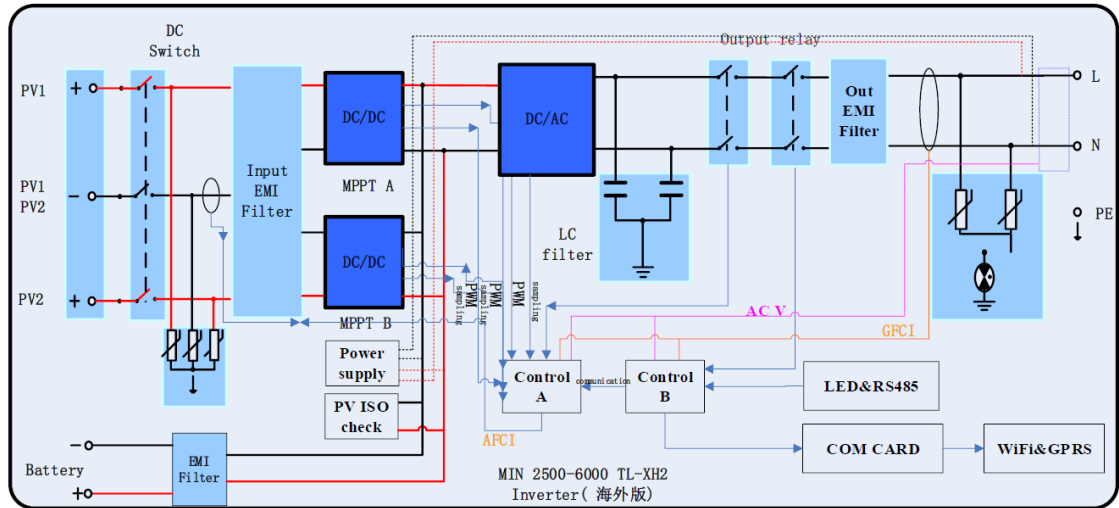 DC
Switch
Output relay
PV1
+
L
DC/DC
DC/AC
Out
EMI
Filter
N
MPPT A
PV1
PV2
-
Input
EMI
Filter
PE
LC
filter
DC/DC
PV2
+
PWM
sampling
sampling
PWM
PWM
sampling
MPPT B
AC V
GFCI
Power
supply
Control
A
communication
Control
B
LED&RS485
PV ISO
check
AFCI
-
Battery
+
EMI
Filter
COM CARD
WiFi&GPRS
MIN 2500-6000 TL-XH2
Inverter( 海外版)